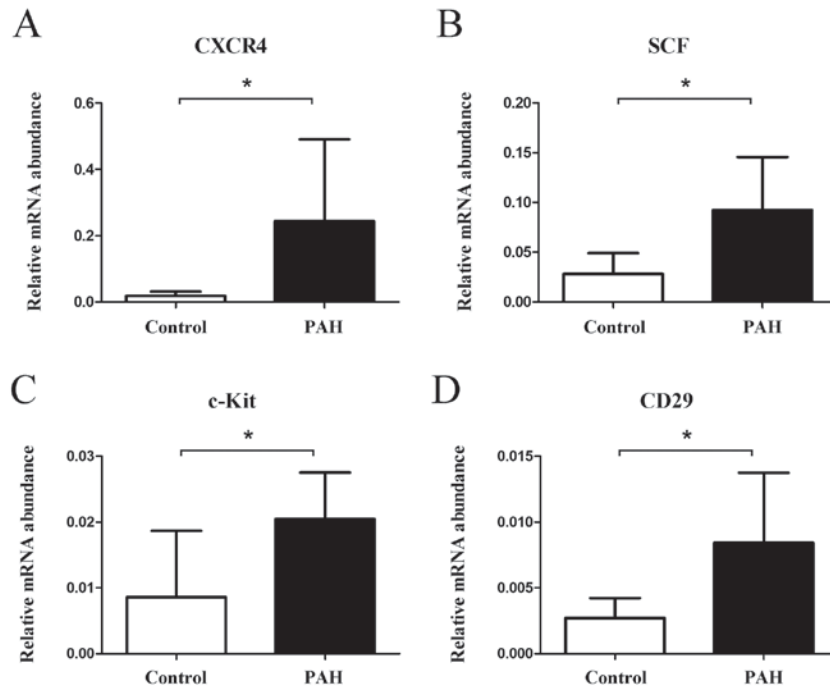 A
CXCR4
Relative mRNA abundance
0.6
0.4
0.2
0.0
*
Control
PAH
B
SCF
Relative mRNA abundance
0.20
0.15
0.10
0.05
0.00
*
Control
PAH
C
c-Kit
Relative mRNA abundance
0.03
0.02
0.01
0.00
*
Control
PAH
D
CD29
Relative mRNA abundance
0.015
0.010
0.005
0.000
*
Control
PAH